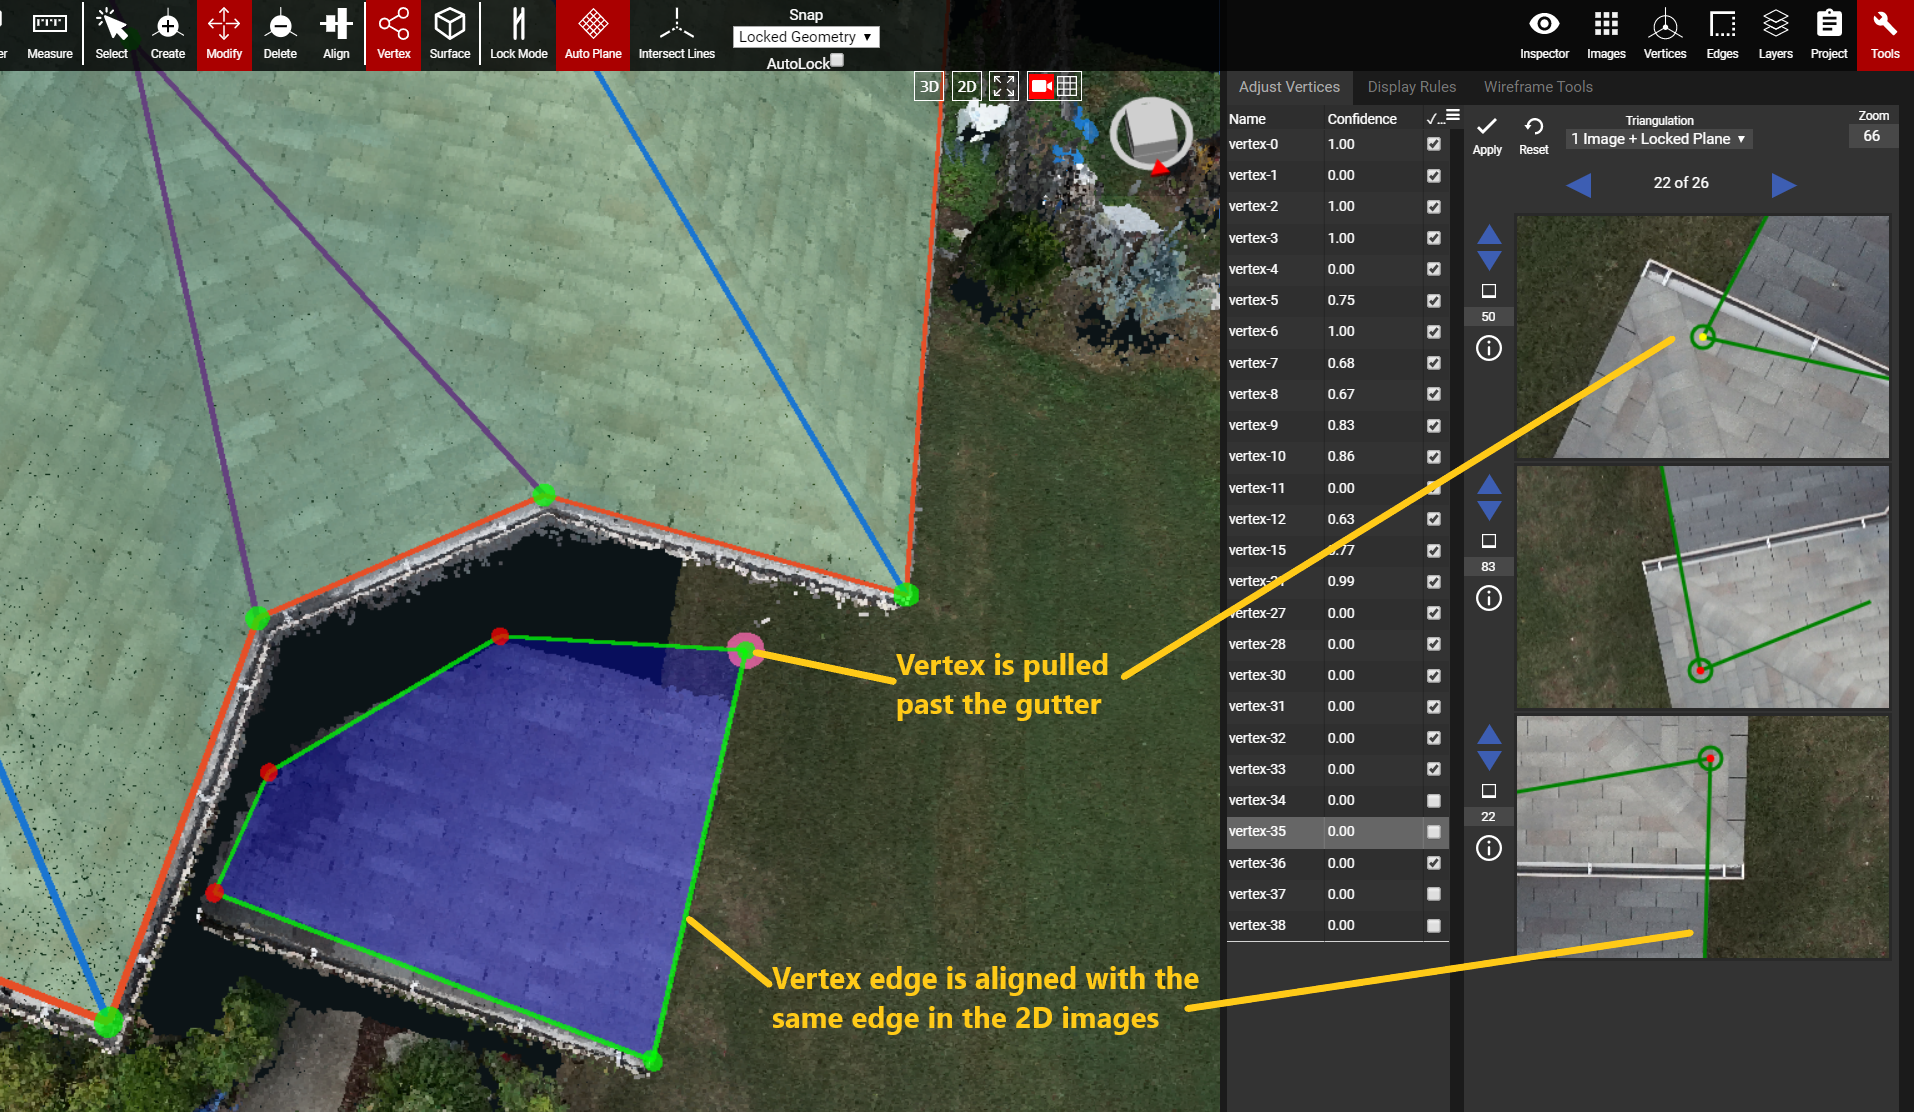 er
Measure
Select
Create
Modify
Delete
Align
Vertex
Surface
Lock Mode
Auto Plane
Intersect Lines
Snap
Locked Geometry
AutoLock
Inspector
Images
Vertices
Edges
Layers
Project
Tools
3D
2D
Adjust Vertices
Display Rules
Wireframe Tools
Name Confidence ✓...
vertex-0 1.00
vertex-1 0.00
vertex-2 1.00
vertex-3 1.00
vertex-4 0.00
vertex-5 0.75
vertex-6 1.00
vertex-7 0.68
vertex-8 0.67
vertex-9 0.83
vertex-10 0.86
vertex-11 0.00
vertex-12 0.63
vertex-15 0.77
0.99
vertex-27 0.00
vertex-28 0.00
vertex-30 0.00
vertex-31 0.00
vertex-32 0.00
vertex-33 0.00
vertex-34 0.00
vertex-35 0.00
vertex-36 0.00
vertex-37 0.00
vertex-38 0.00
Apply
Reset
Triangulation
1 Image + Locked Plane
Zoom
66
22 of 26
50
83
22
Vertex is pulled
past the gutter
Vertex edge is aligned with the
same edge in the 2D images